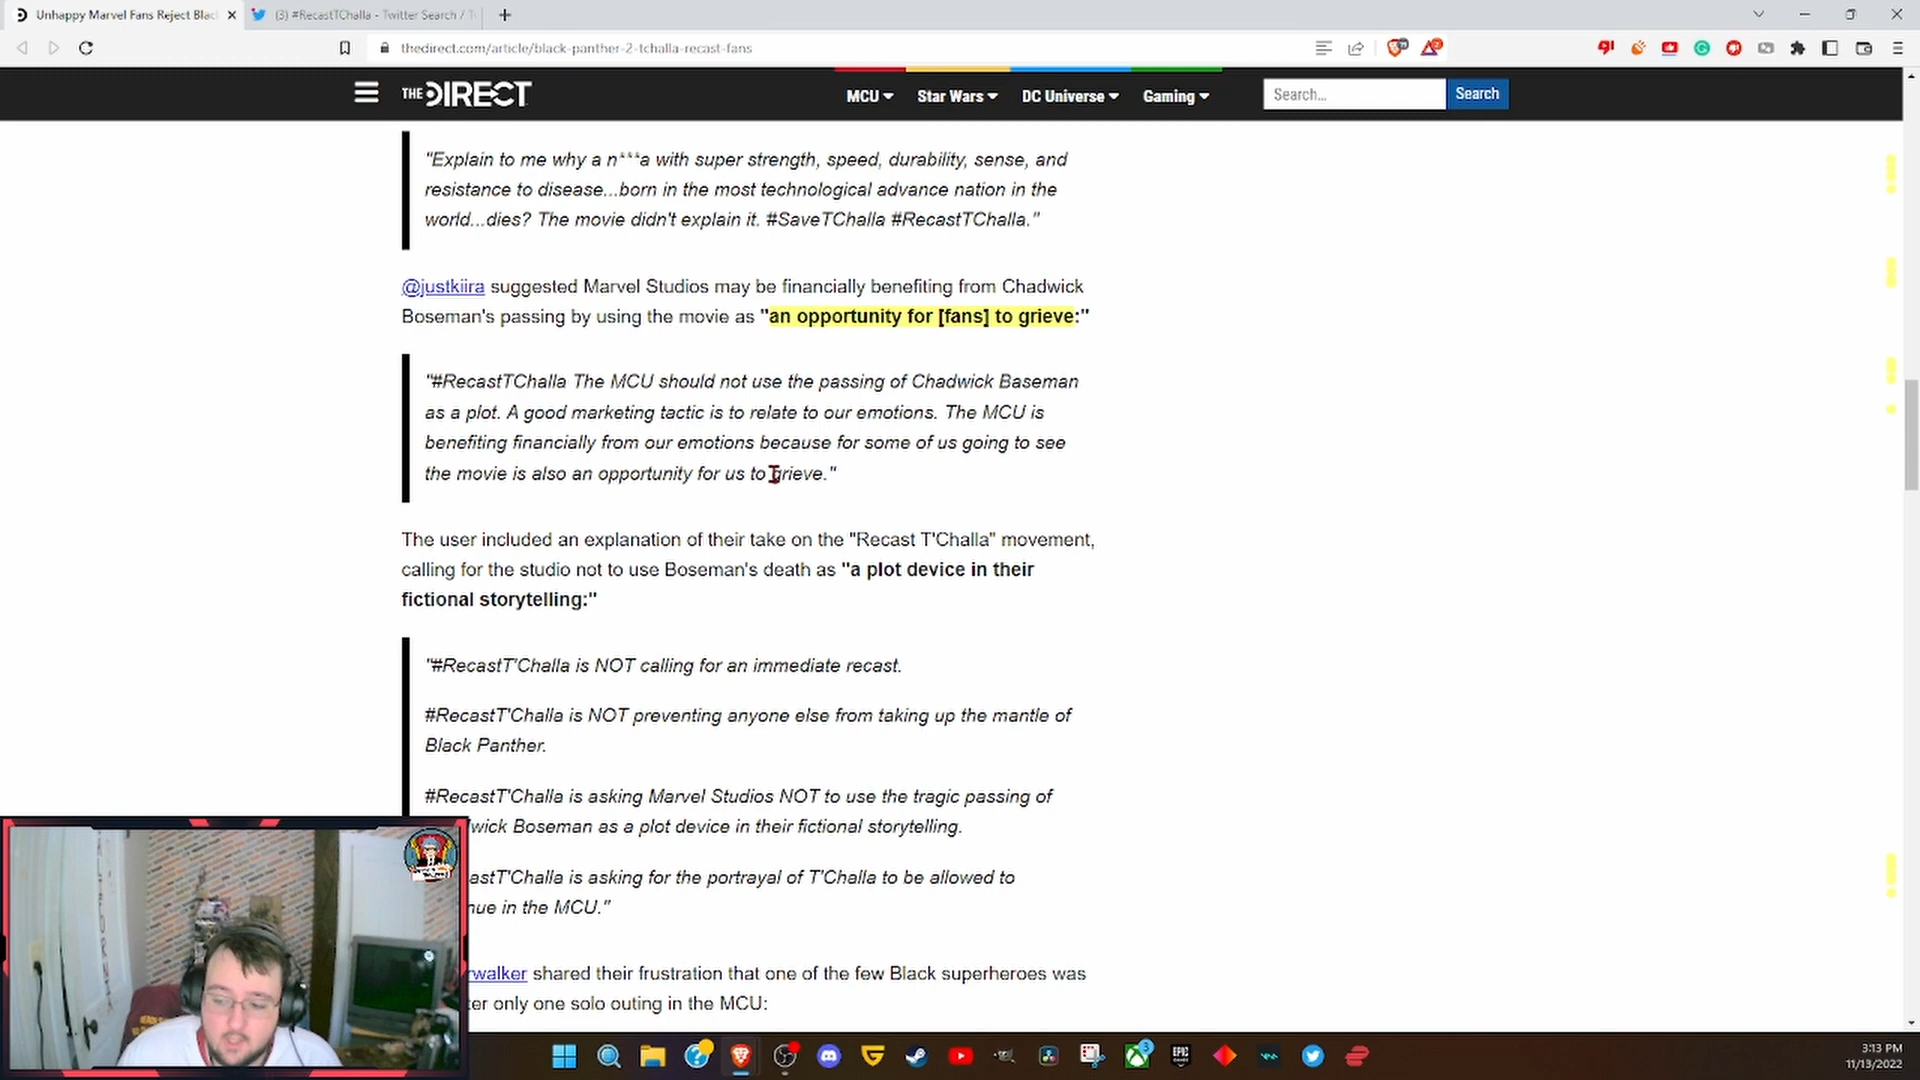 Unhappy Marvel Fans Reject Blac
(3) #RecastTChalla - Twitter Search / T
thedirect.com/article/black-panther-2-tchalla-recast-fans
THE DIRECT
MCU
Star Wars
DC Universe
Gaming
Search...
Search
"Explain to me why a n***a with super strength, speed, durability, sense, and
resistance to disease...born in the most technological advance nation in the
world...dies? The movie didn't explain it. #SaveTChalla #RecastTChalla."
@justkiira suggested Marvel Studios may be financially benefiting from Chadwick
Boseman's passing by using the movie as "an opportunity for [fans] to grieve:"
"#RecastTChalla The MCU should not use the passing of Chadwick Baseman
as a plot. A good marketing tactic is to relate to our emotions. The MCU is
benefiting financially from our emotions because for some of us going to see
the movie is also an opportunity for us to grieve."
The user included an explanation of their take on the "Recast T'Challa" movement,
calling for the studio not to use Boseman's death as "a plot device in their
fictional storytelling:"
"#RecastT'Challa is NOT calling for an immediate recast.
#RecastT'Challa is NOT preventing anyone else from taking up the mantle of
Black Panther.
#RecastT'Challa is asking Marvel Studios NOT to use the tragic passing of
wick Boseman as a plot device in their fictional storytelling.
astT'Challa is asking for the portrayal of T'Challa to be allowed to
nue in the MCU."
rwalker shared their frustration that one of the few Black superheroes was
ter only one solo outing in the MCU:
EPIC
GAMES
3
3:13 PM
11/13/2022